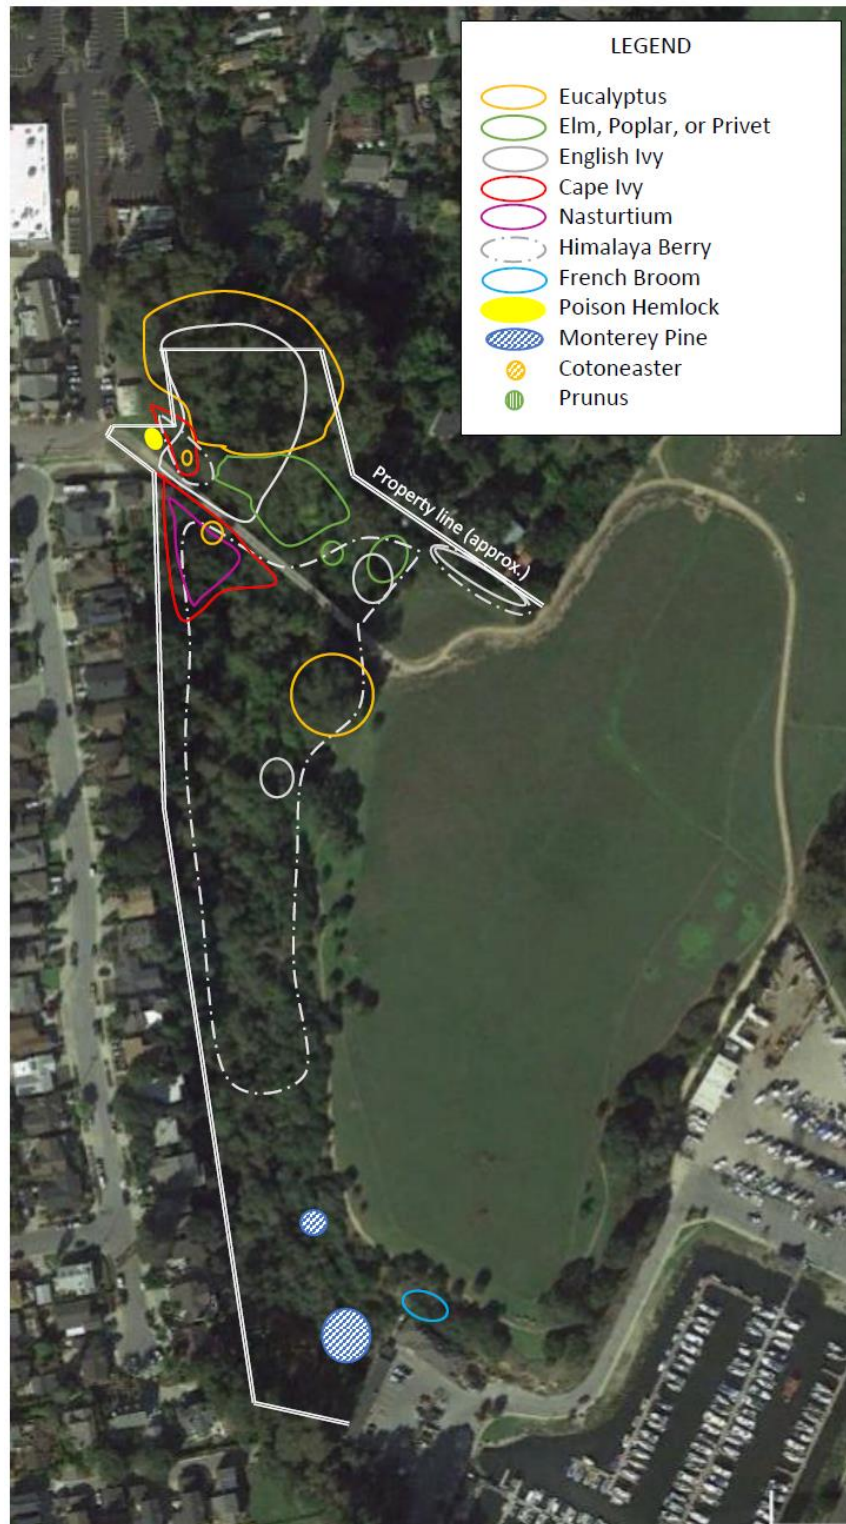 LEGEND
Eucalyptus
Elm, Poplar, or Privet
English Ivy
Cape Ivy
Nasturtium
Himalaya Berry
French Broom
Poison Hemlock
Monterey Pine
Cotoneaster
Prunus
Property line (approx.)